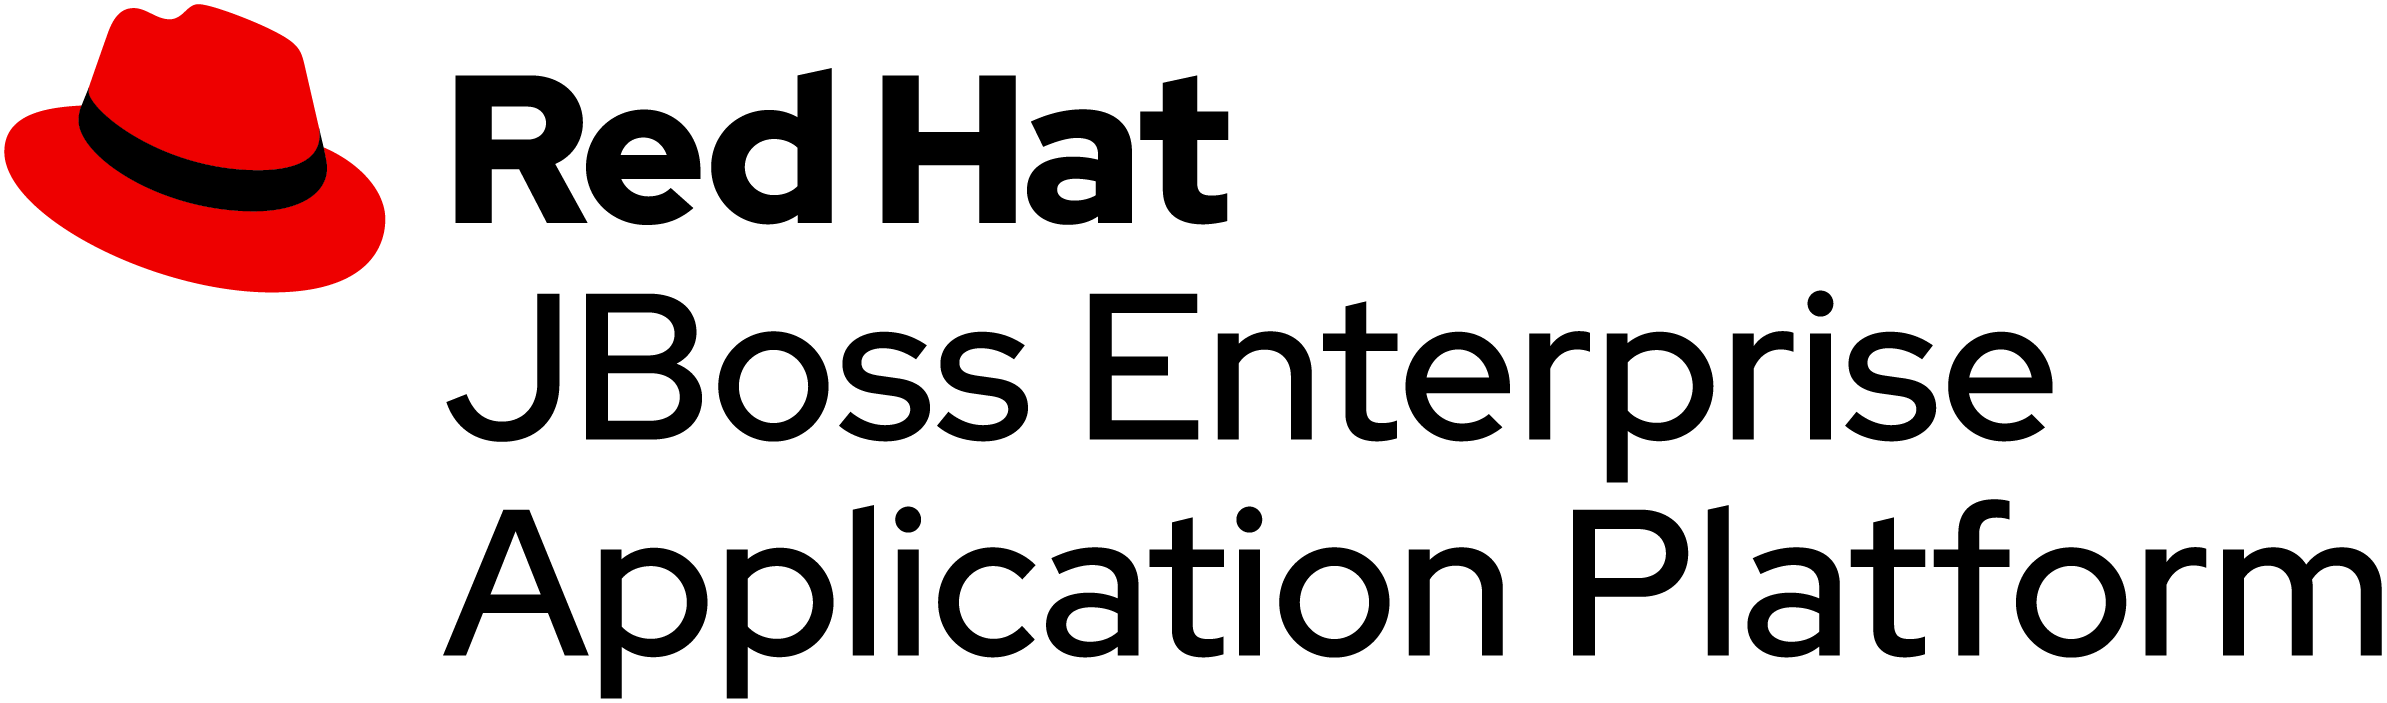 Red Hat
JBoss Enterprise
Application Platform